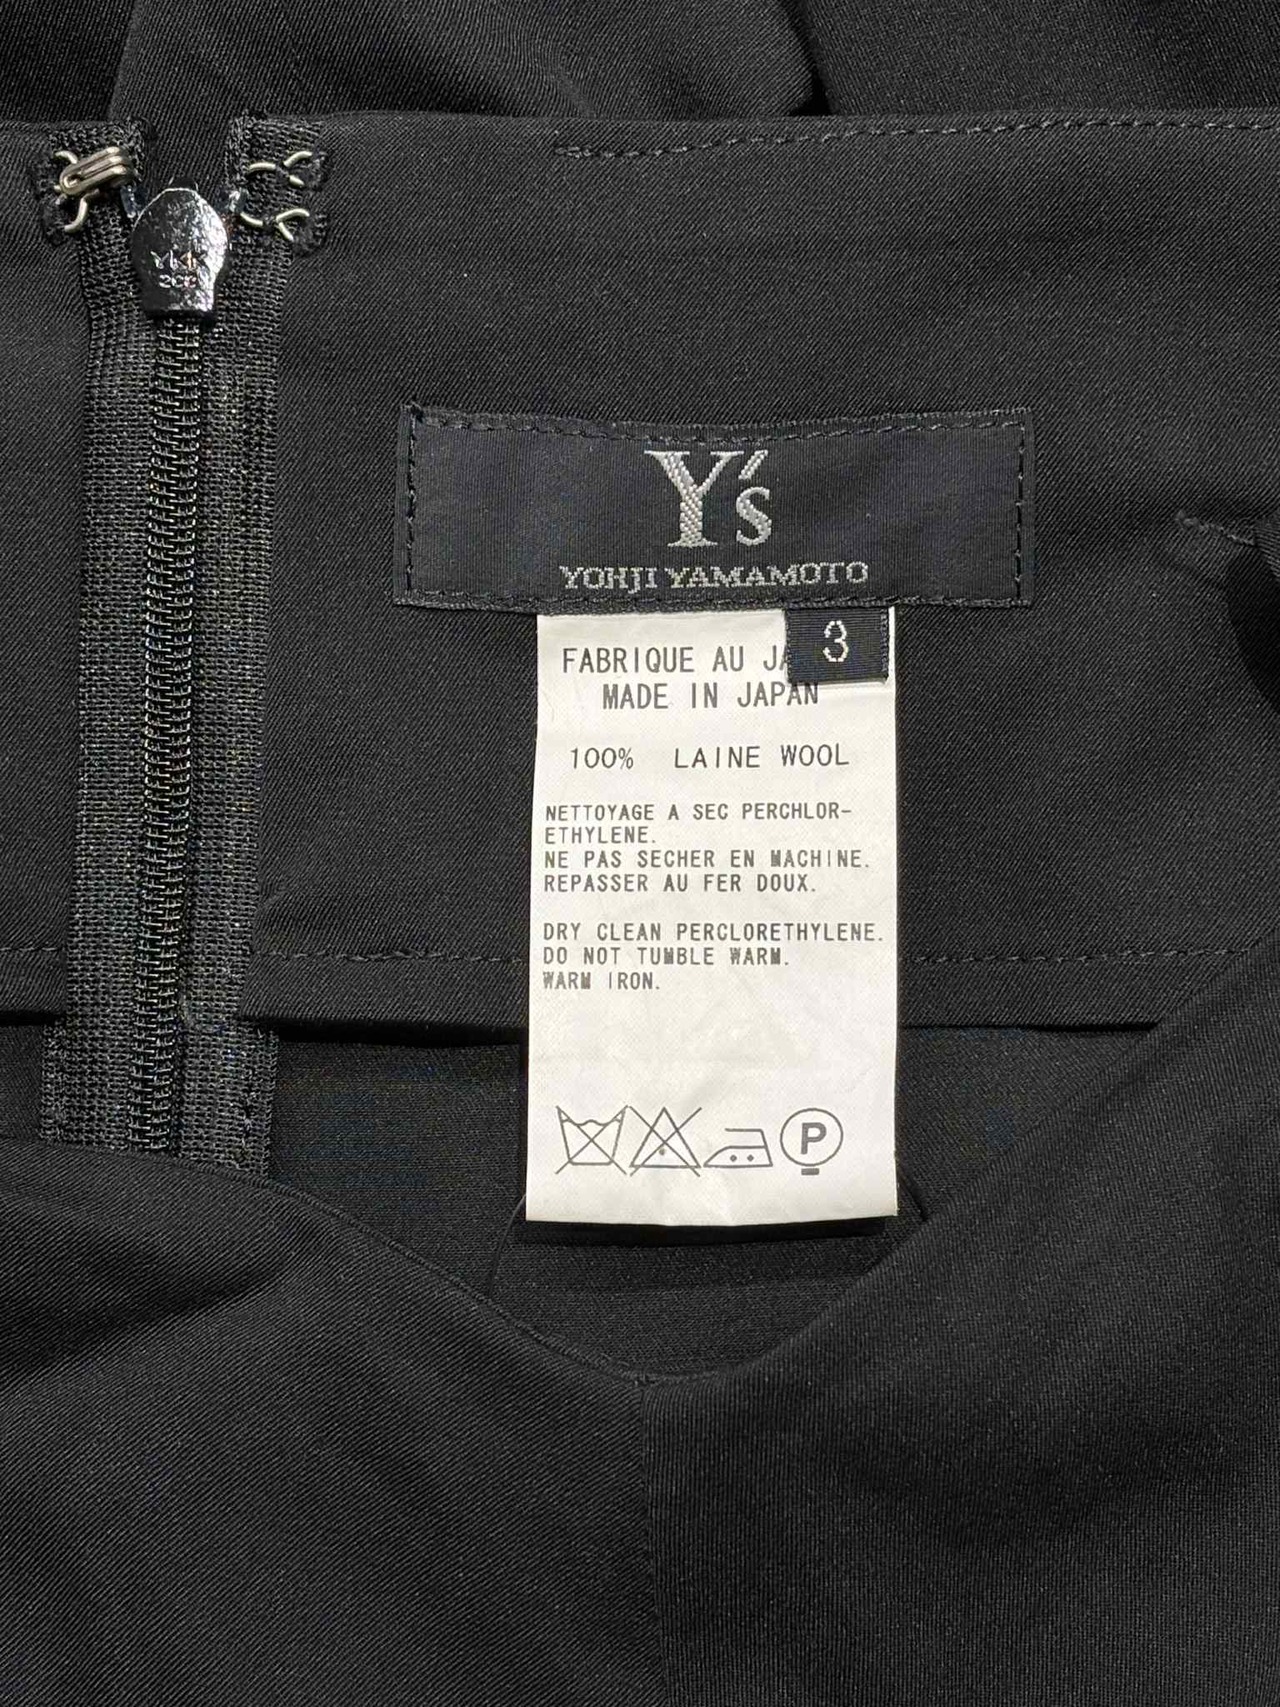 YKK
Y's
YOHJI YAMAMOTO
3
FABRIQUE AU
MADE IN JAPAN
100% LAINE WOOL
NETTOYAGE A SEC PERCHLOR-
ETHYLENE.
NE PAS SECHER EN MACHINE.
REPASSER AU FER DOUX.
DRY CLEAN PERCLORETHYLENE.
DO NOT TUMBLE WARM.
WARM IRON.
P